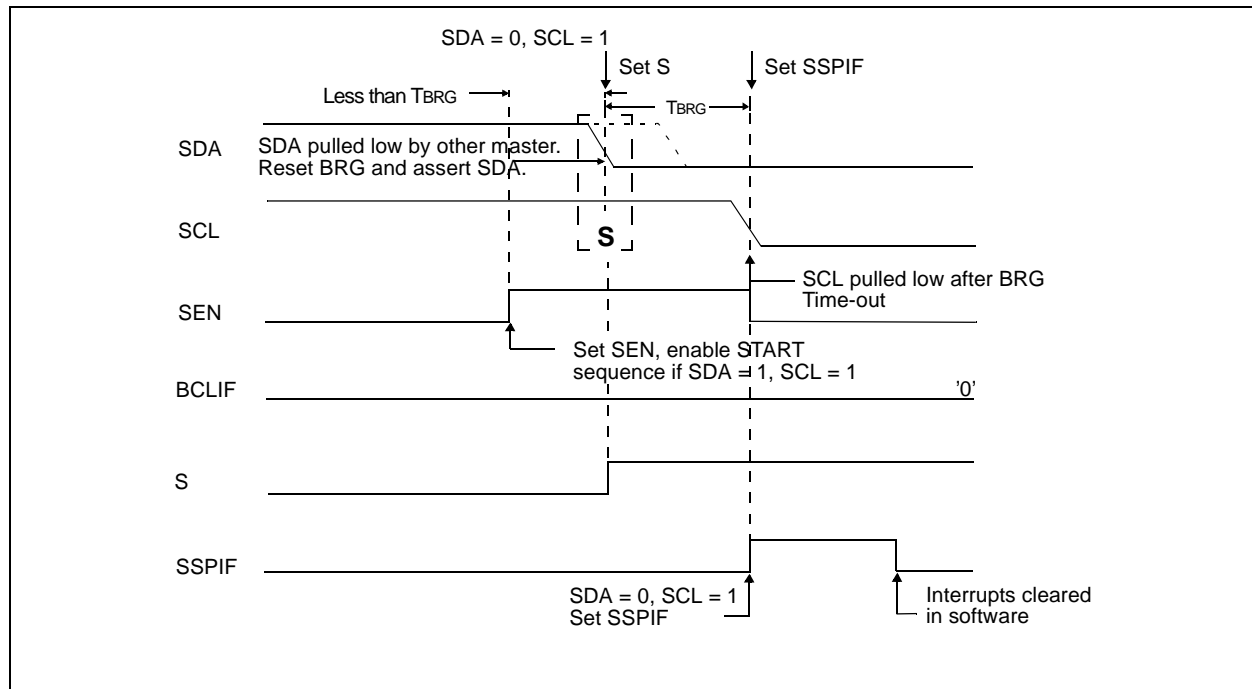 SDA = 0, SCL = 1
Set S
Set SSPIF
Less than TBRG
TBRG
SDA
SDA pulled low by other master.
Reset BRG and assert SDA.
SCL
S
SCL pulled low after BRG
Time-out
SEN
Set SEN, enable START
sequence if SDA = 1, SCL = 1
BCLIF
'0'
S
SSPIF
SDA = 0, SCL = 1
Set SSPIF
Interrupts cleared
in software